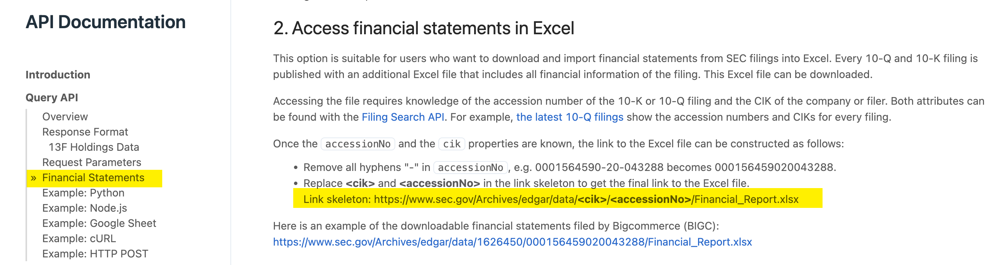 API Documentation
Introduction
Query API
Overview
Response Format
13F Holdings Data
Request Parameters
» Financial Statements
Example: Python
Example: Node.js
Example: Google Sheet
Example: cURL
Example: HTTP POST
2. Access financial statements in Excel
This option is suitable for users who want to download and import financial statements from SEC filings into Excel. Every 10-Q and 10-K filing is
published with an additional Excel file that includes all financial information of the filing. This Excel file can be downloaded.
Accessing the file requires knowledge of the accession number of the 10-K or 10-Q filing and the CIK of the company or filer. Both attributes can
be found with the Filing Search API. For example, the latest 10-Q filings show the accession numbers and CIKs for every filing.
Once the accessionNo and the cik properties are known, the link to the Excel file can be constructed as follows:
• Remove all hyphens "-" in accessionNo, e.g. 0001564590-20-043288 becomes 000156459020043288.
• Replace <cik> and <accessionNo> in the link skeleton to get the final link to the Excel file.
Link skeleton: https://www.sec.gov/Archives/edgar/data/<cik>/<accessionNo>/Financial_Report.xlsx
Here is an example of the downloadable financial statements filed by Bigcommerce (BIGC):
https://www.sec.gov/Archives/edgar/data/1626450/000156459020043288/Financial_Report.xlsx